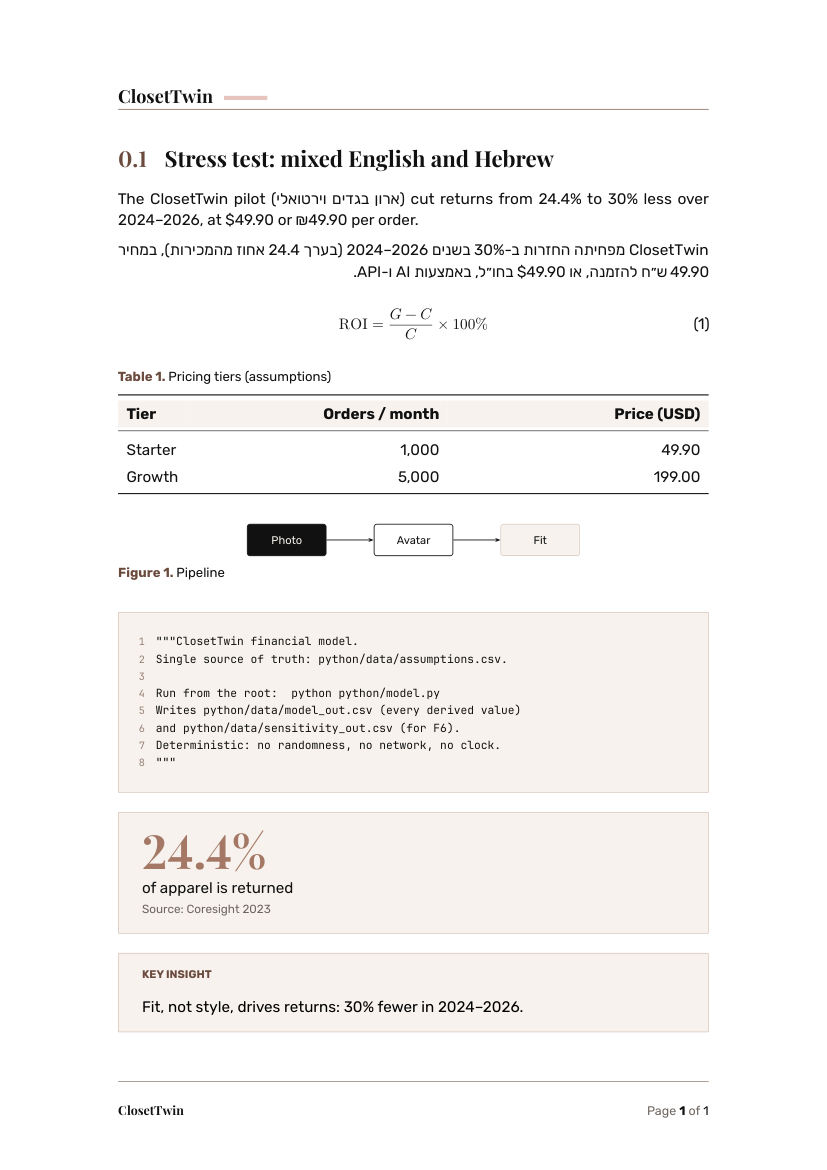 ClosetTwin
0.1 Stress test: mixed English and Hebrew
The ClosetTwin pilot (ארון בגדים וירטואלי) cut returns from 24.4% to 30% less over
2024–2026, at $49.90 or ₪49.90 per order.
ClosetTwin מפחיתה החזרות ב-30% בשנים 2024–2026 (בערך 24.4 אחוז מהמכירות), במחיר
49.90 ש״ח להזמנה, או $49.90 בחו״ל, באמצעות AI ו-API.
ROI = (G − C) / C × 100% (1)
Table 1. Pricing tiers (assumptions)
Tier Orders / month Price (USD)
Starter 1,000 49.90
Growth 5,000 199.00
Photo Avatar Fit
Figure 1. Pipeline
1 """ClosetTwin financial model.
2 Single source of truth: python/data/assumptions.csv.
3
4 Run from the root:  python python/model.py
5 Writes python/data/model_out.csv (every derived value)
6 and python/data/sensitivity_out.csv (for F6).
7 Deterministic: no randomness, no network, no clock.
8 """
24.4%
of apparel is returned
Source: Coresight 2023
KEY INSIGHT
Fit, not style, drives returns: 30% fewer in 2024–2026.
ClosetTwin Page 1 of 1